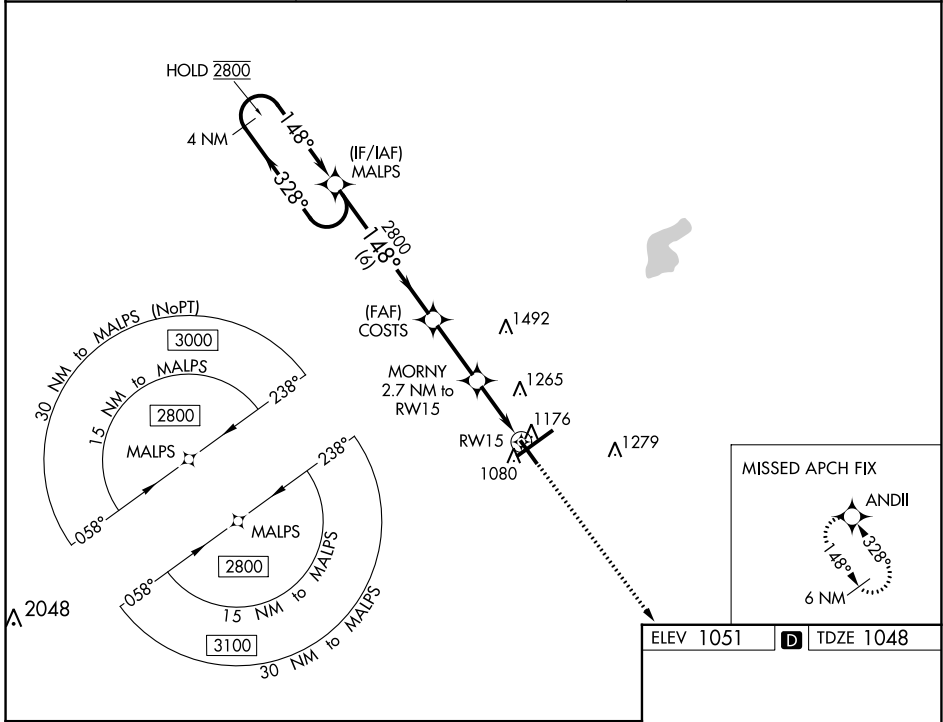 HOLD 2800
4 NM
148°
328°
(IF/IAF)
MALPS
2800
148°
(6)
(FAF)
COSTS
1492
MORNY
2.7 NM to
RW15
1265
1176
RW15
1080
1279
30 NM to MALPS (NoPT)
3000
15 NM to MALPS
2800
238°
MALPS
058°
238°
MALPS
058°
2800
15 NM to MALPS
3100
30 NM to MALPS
2048
MISSED APCH FIX
ANDII
148°
328°
6 NM
ELEV 1051
D
TDZE 1048